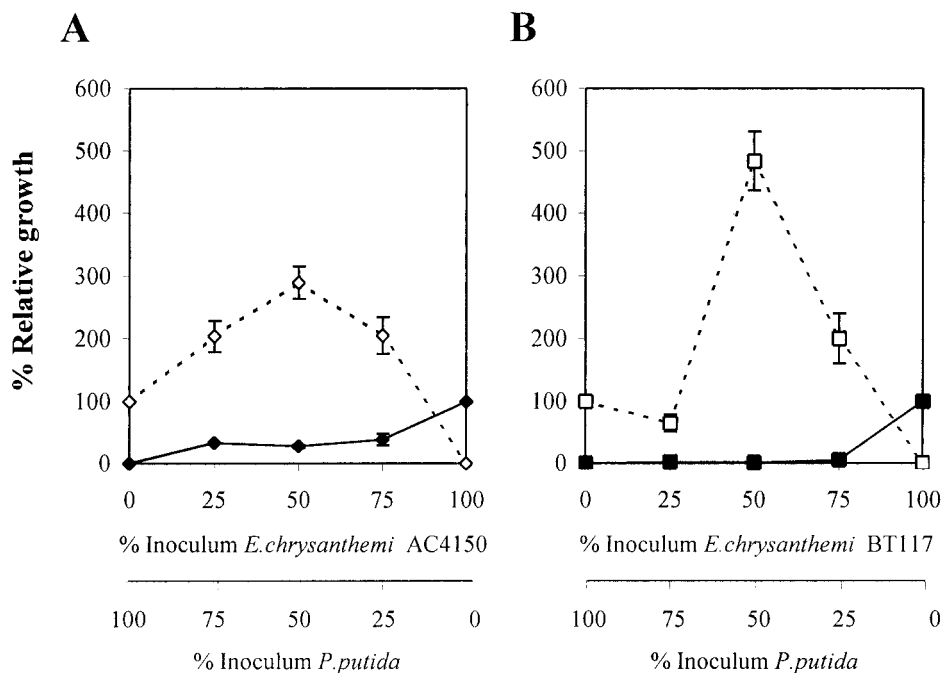 A
B
% Relative growth
600
500
400
300
200
100
0
0 25 50 75 100
% Inoculum E.chrysanthemi AC4150
100 75 50 25 0
% Inoculum P.putida
600
500
400
300
200
100
0
0 25 50 75 100
% Inoculum E.chrysanthemi BT117
100 75 50 25 0
% Inoculum P.putida